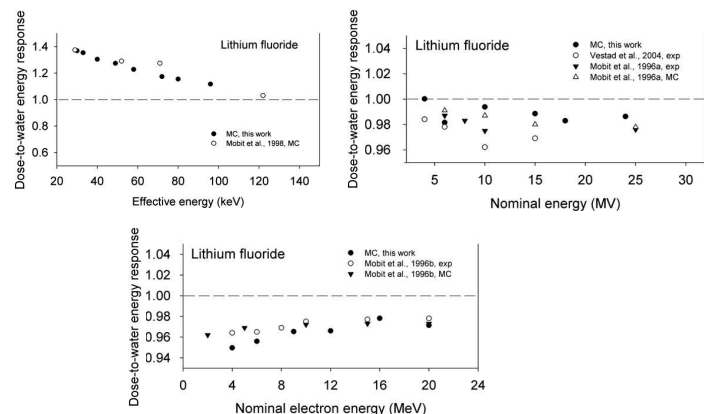 Dose-to-water energy response
1.4
1.2
1.0
0.8
0.6
Lithium fluoride
MC, this work
Mobit et al., 1998, MC
20 40 60 80 100 120 140
Effective energy (keV)
Dose-to-water energy response
1.04
1.02
1.00
0.98
0.96
Lithium fluoride
MC, this work
Vestad et al., 2004, exp
Mobit et al., 1996a, exp
Mobit et al., 1996a, MC
5 10 15 20 25 30
Nominal energy (MV)
Dose-to-water energy response
1.04
1.02
1.00
0.98
0.96
0.94
Lithium fluoride
MC, this work
Mobit et al., 1996b, exp
Mobit et al., 1996b, MC
0 4 8 12 16 20 24
Nominal electron energy (MeV)